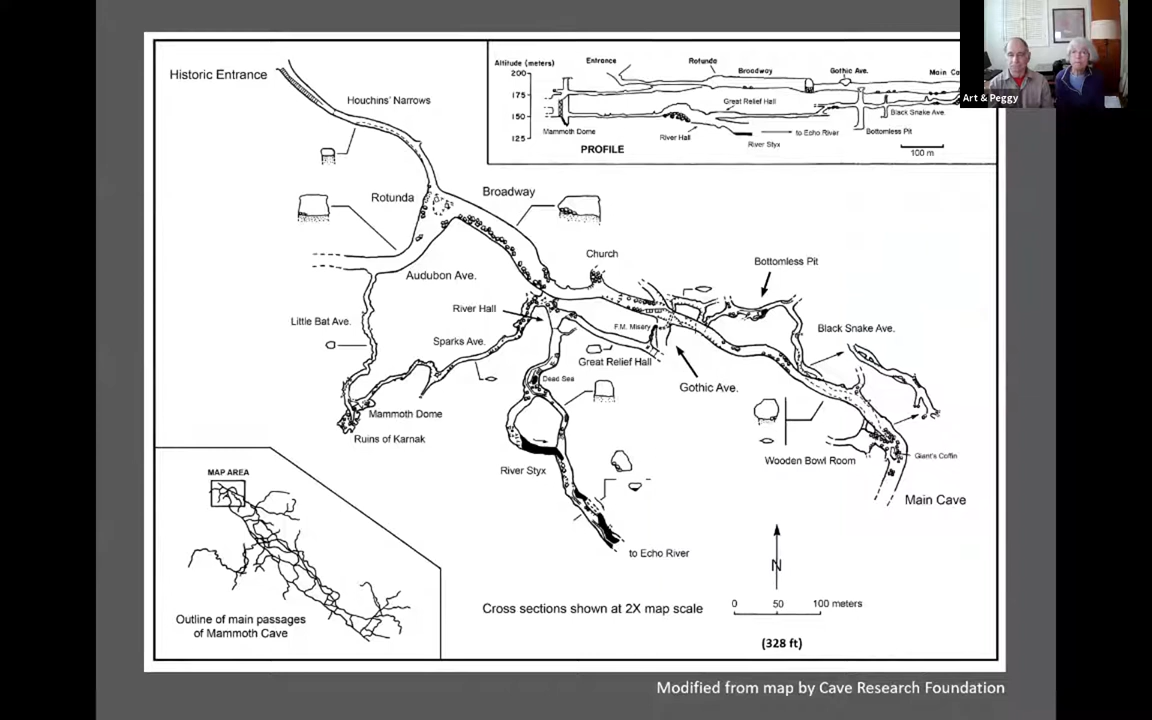 Historic Entrance
Houchins' Narrows
Rotunda
Broadway
Audubon Ave.
Church
Bottomless Pit
Little Bat Ave.
River Hall
Sparks Ave.
F.M. Misery
Great Relief Hall
Black Snake Ave.
Gothic Ave.
Dead Sea
Mammoth Dome
Ruins of Karnak
River Styx
Wooden Bowl Room
Giant's Coffin
Main Cave
to Echo River
N
Cross sections shown at 2X map scale
0 50 100 meters
(328 ft)
Altitude (meters)
200
175
150
125
Entrance
Rotunda
Broadway
Gothic Ave.
Main Ca
Great Relief Hall
Black Snake Ave.
Mammoth Dome
River Hall
River Styx
to Echo River
Bottomless Pit
PROFILE
100 m
MAP AREA
Outline of main passages
of Mammoth Cave
Modified from map by Cave Research Foundation
Art & Peggy